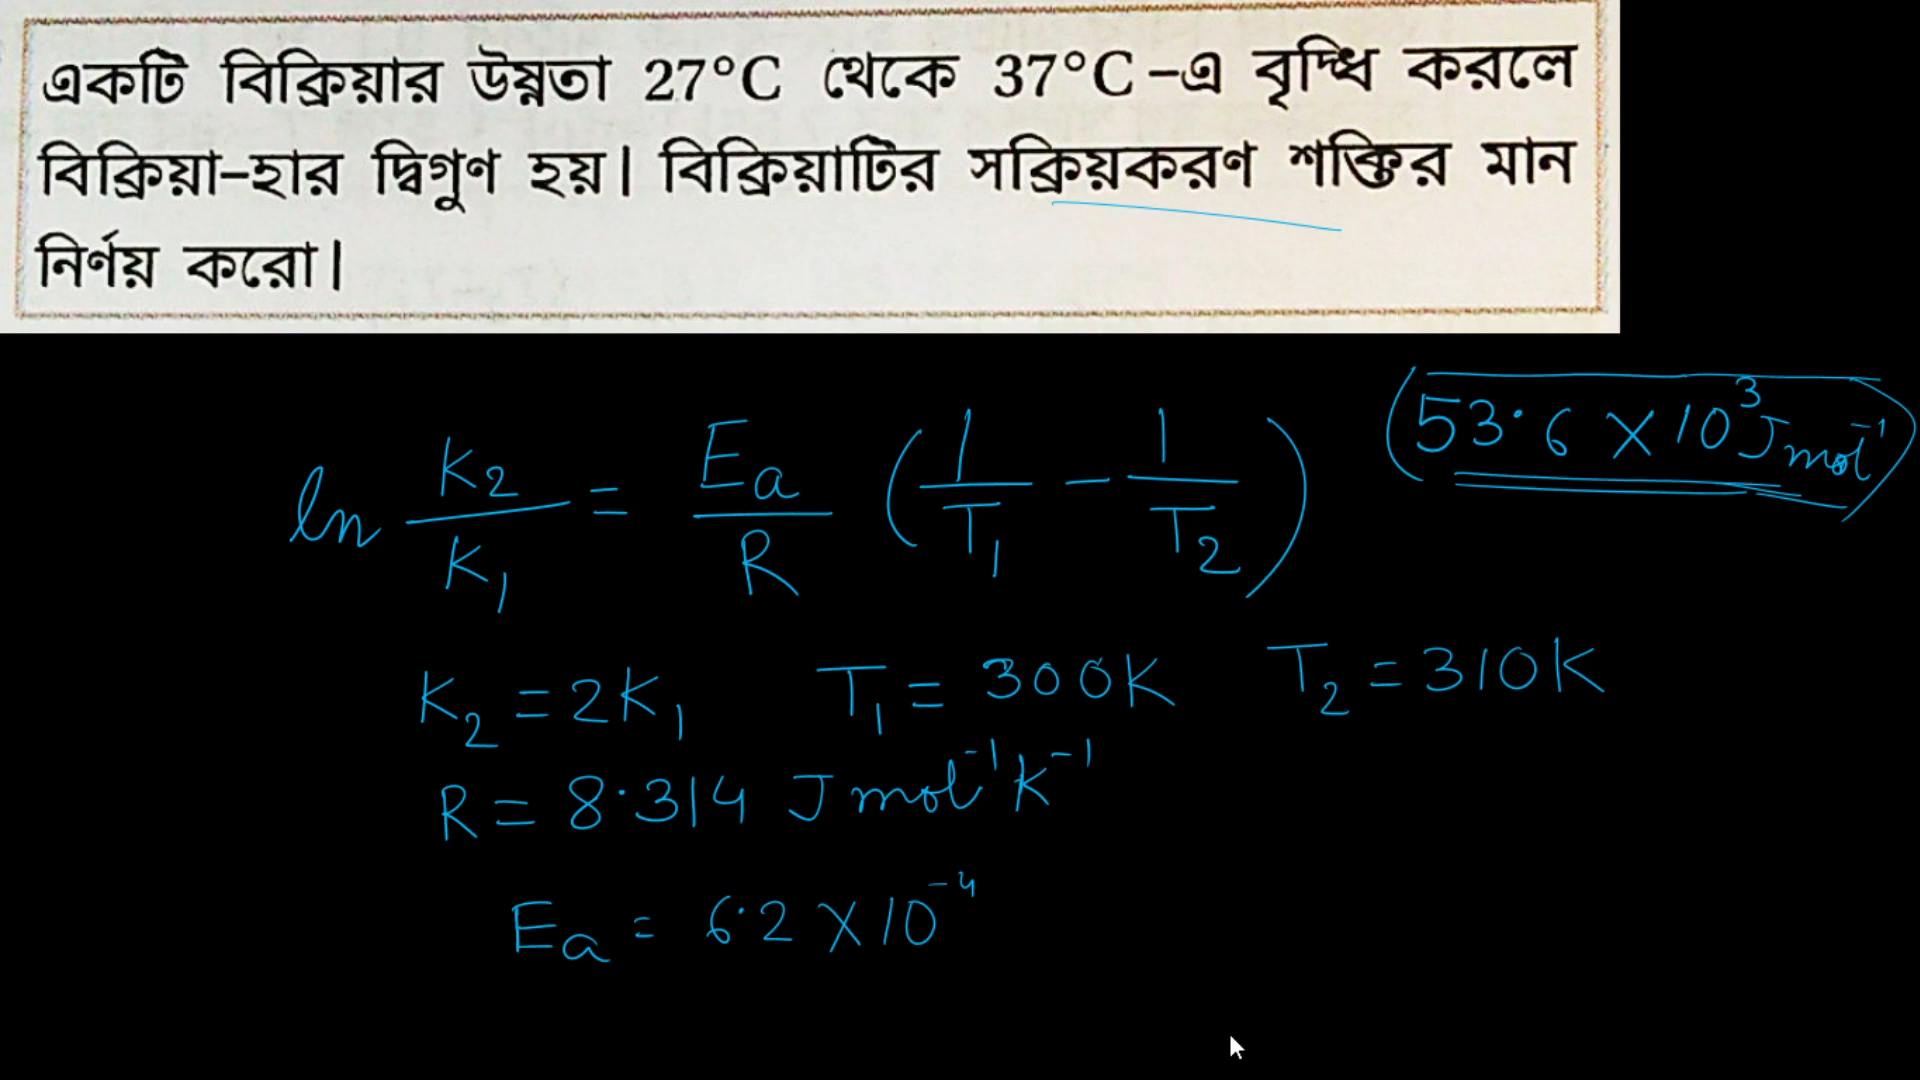 একটি বিক্রিয়ার উষ্ণতা 27°C থেকে 37°C-এ বৃদ্ধি করলে
বিক্রিয়া-হার দ্বিগুণ হয়। বিক্রিয়াটির সক্রিয়করণ শক্তির মান
নির্ণয় করো।
53.6 × 10³ J mol⁻¹
ln K₂/K₁ = Eₐ/R (1/T₁ − 1/T₂)
K₂ = 2K₁ T₁ = 300K T₂ = 310K
R = 8.314 J mol⁻¹ K⁻¹
Eₐ = 6.2 × 10⁻⁴